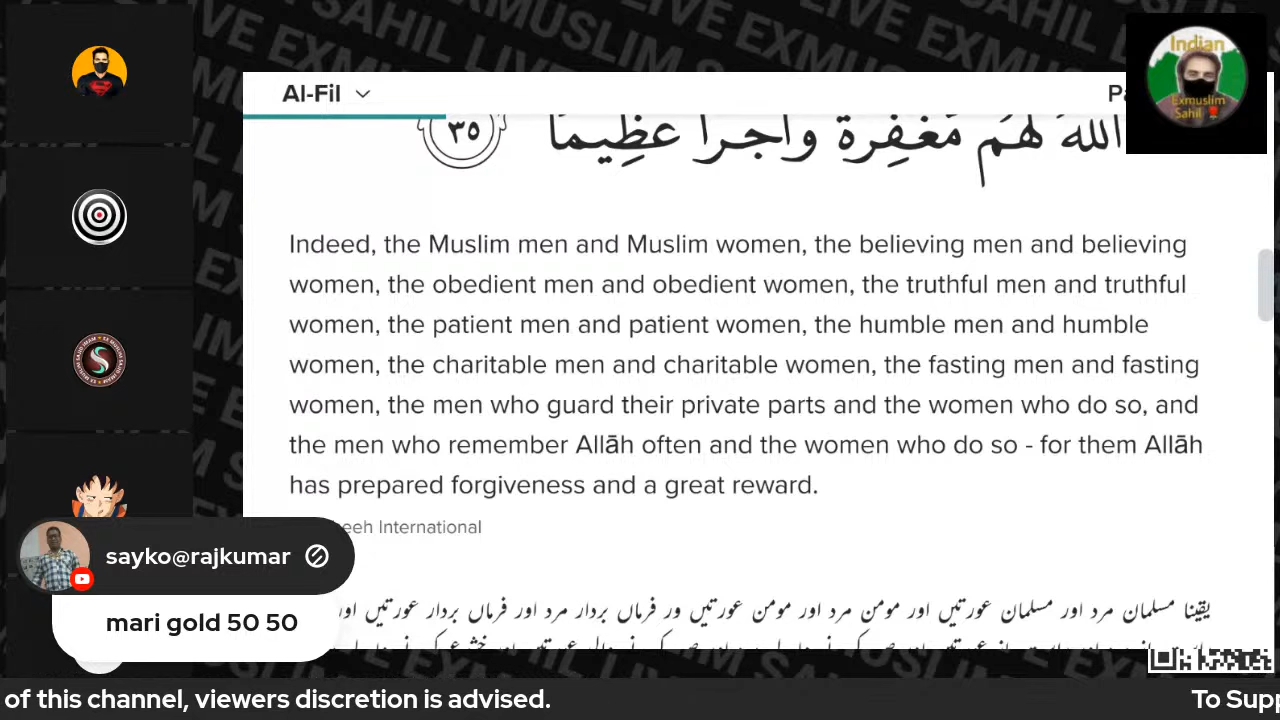 Al-Fil
Indian
Exmuslim
Sahil
الله لهم مغفرة وأجرا عظيما ٣٥
Indeed, the Muslim men and Muslim women, the believing men and believing
women, the obedient men and obedient women, the truthful men and truthful
women, the patient men and patient women, the humble men and humble
women, the charitable men and charitable women, the fasting men and fasting
women, the men who guard their private parts and the women who do so, and
the men who remember Allāh often and the women who do so - for them Allāh
has prepared forgiveness and a great reward.
International
sayko@rajkumar
mari gold 50 50
یقینا مسلمان مرد اور مسلمان عورتیں اور مومن مرد اور مومن عورتیں ور فرماں بردار مرد اور فرماں بردار عورتیں اور
of this channel, viewers discretion is advised.
To Supp